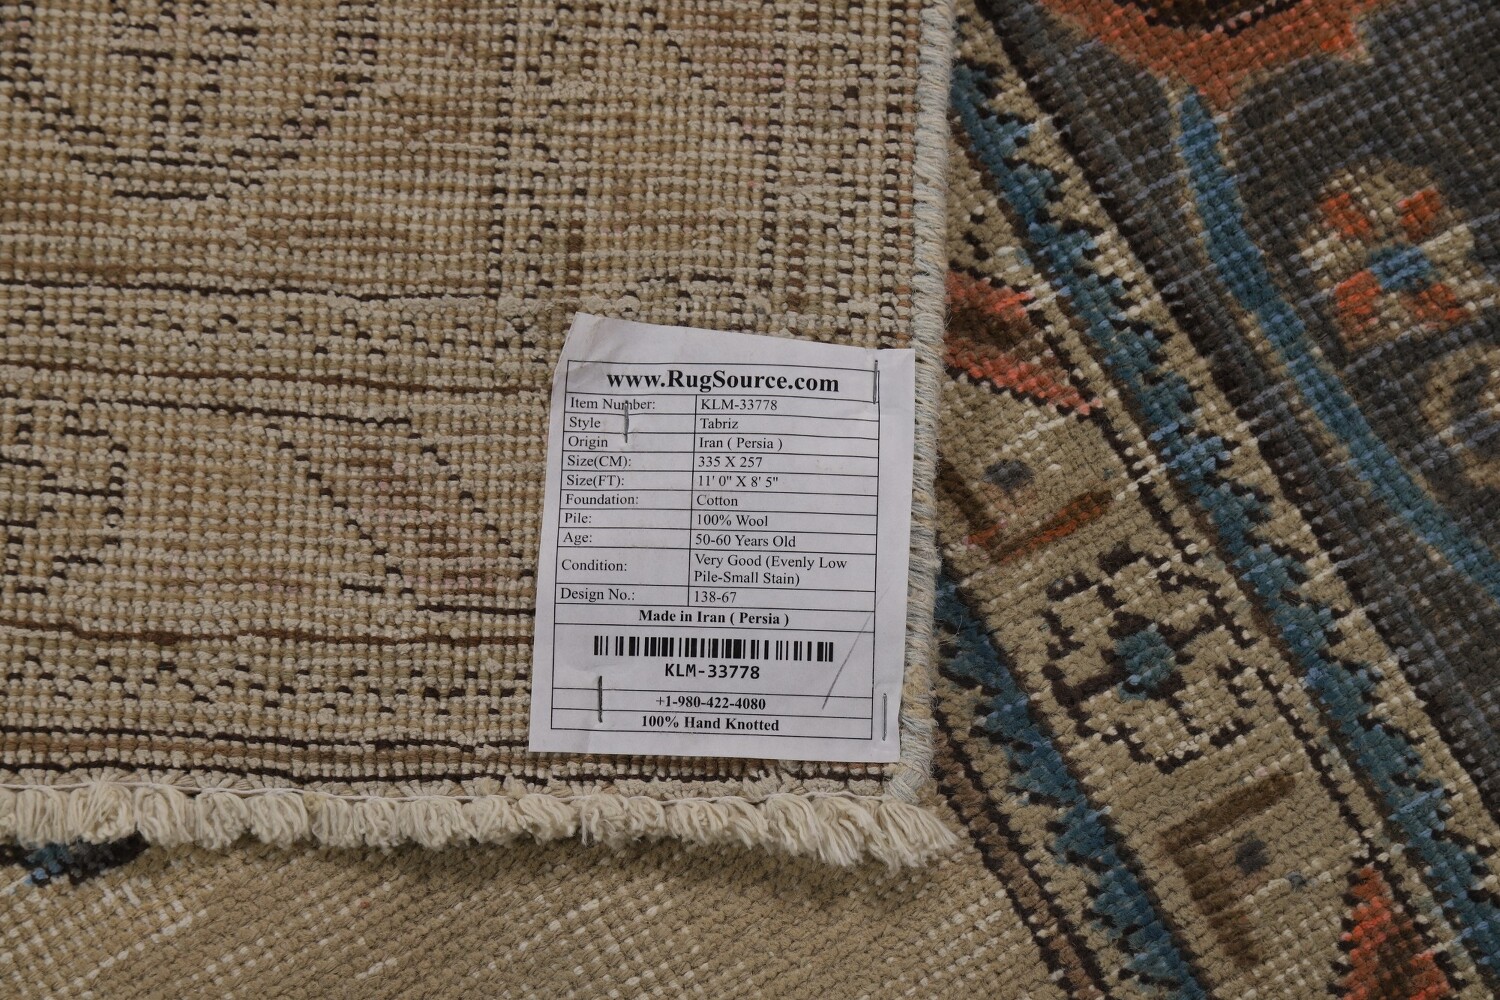 www.RugSource.com
Item Number: KLM-33778
Style Tabriz
Origin Iran ( Persia )
Size(CM): 335 X 257
Size(FT): 11' 0" X 8' 5"
Foundation: Cotton
Pile: 100% Wool
Age: 50-60 Years Old
Condition: Very Good (Evenly Low
Pile-Small Stain)
Design No.: 138-67
Made in Iran ( Persia )
KLM-33778
+1-980-422-4080
100% Hand Knotted